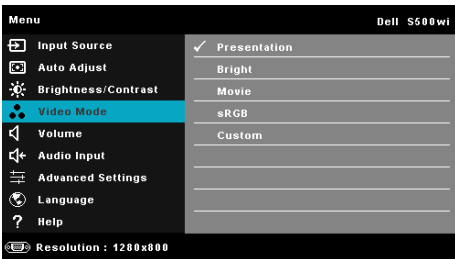 Menu Dell S500wi
Input Source
Auto Adjust
Brightness/Contrast
Video Mode
Volume
Audio Input
Advanced Settings
Language
? Help
Presentation
Bright
Movie
sRGB
Custom
Resolution : 1280x800